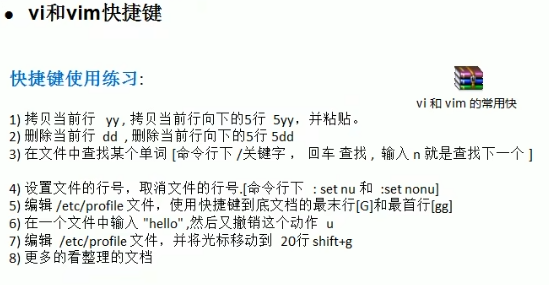 • vi和vim快捷键
快捷键使用练习:
vi 和 vim 的常用快
1) 拷贝当前行 yy , 拷贝当前行向下的5行 5yy，并粘贴。
2) 删除当前行 dd , 删除当前行向下的5行 5dd
3) 在文件中查找某个单词 [命令行下 /关键字 ， 回车 查找 , 输入 n 就是查找下一个 ]
4) 设置文件的行号，取消文件的行号.[命令行下 : set nu 和 :set nonu]
5) 编辑 /etc/profile 文件，使用快捷键到底文档的最末行[G]和最首行[gg]
6) 在一个文件中输入 "hello" ,然后又撤销这个动作 u
7) 编辑 /etc/profile 文件，并将光标移动到 20行 shift+g
8) 更多的看整理的文档